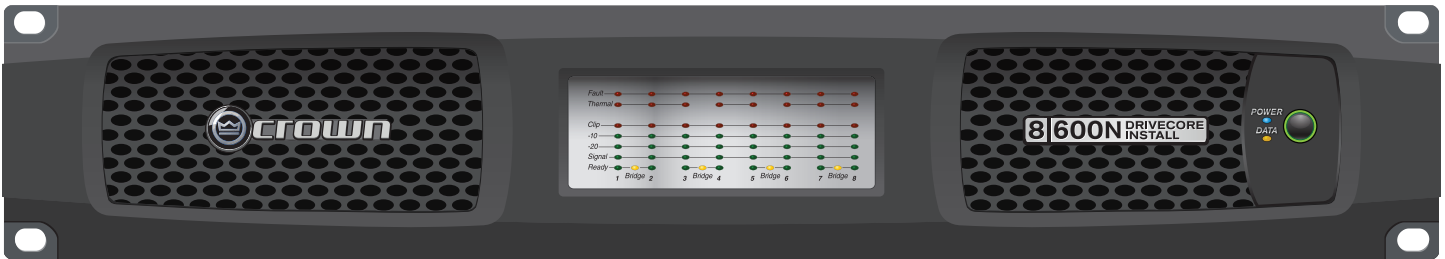 crown
Fault
Thermal
Clip
-10
-20
Signal
Ready
1 Bridge 2 3 Bridge 4 5 Bridge 6 7 Bridge 8
8 600N DRIVECORE
INSTALL
POWER
DATA